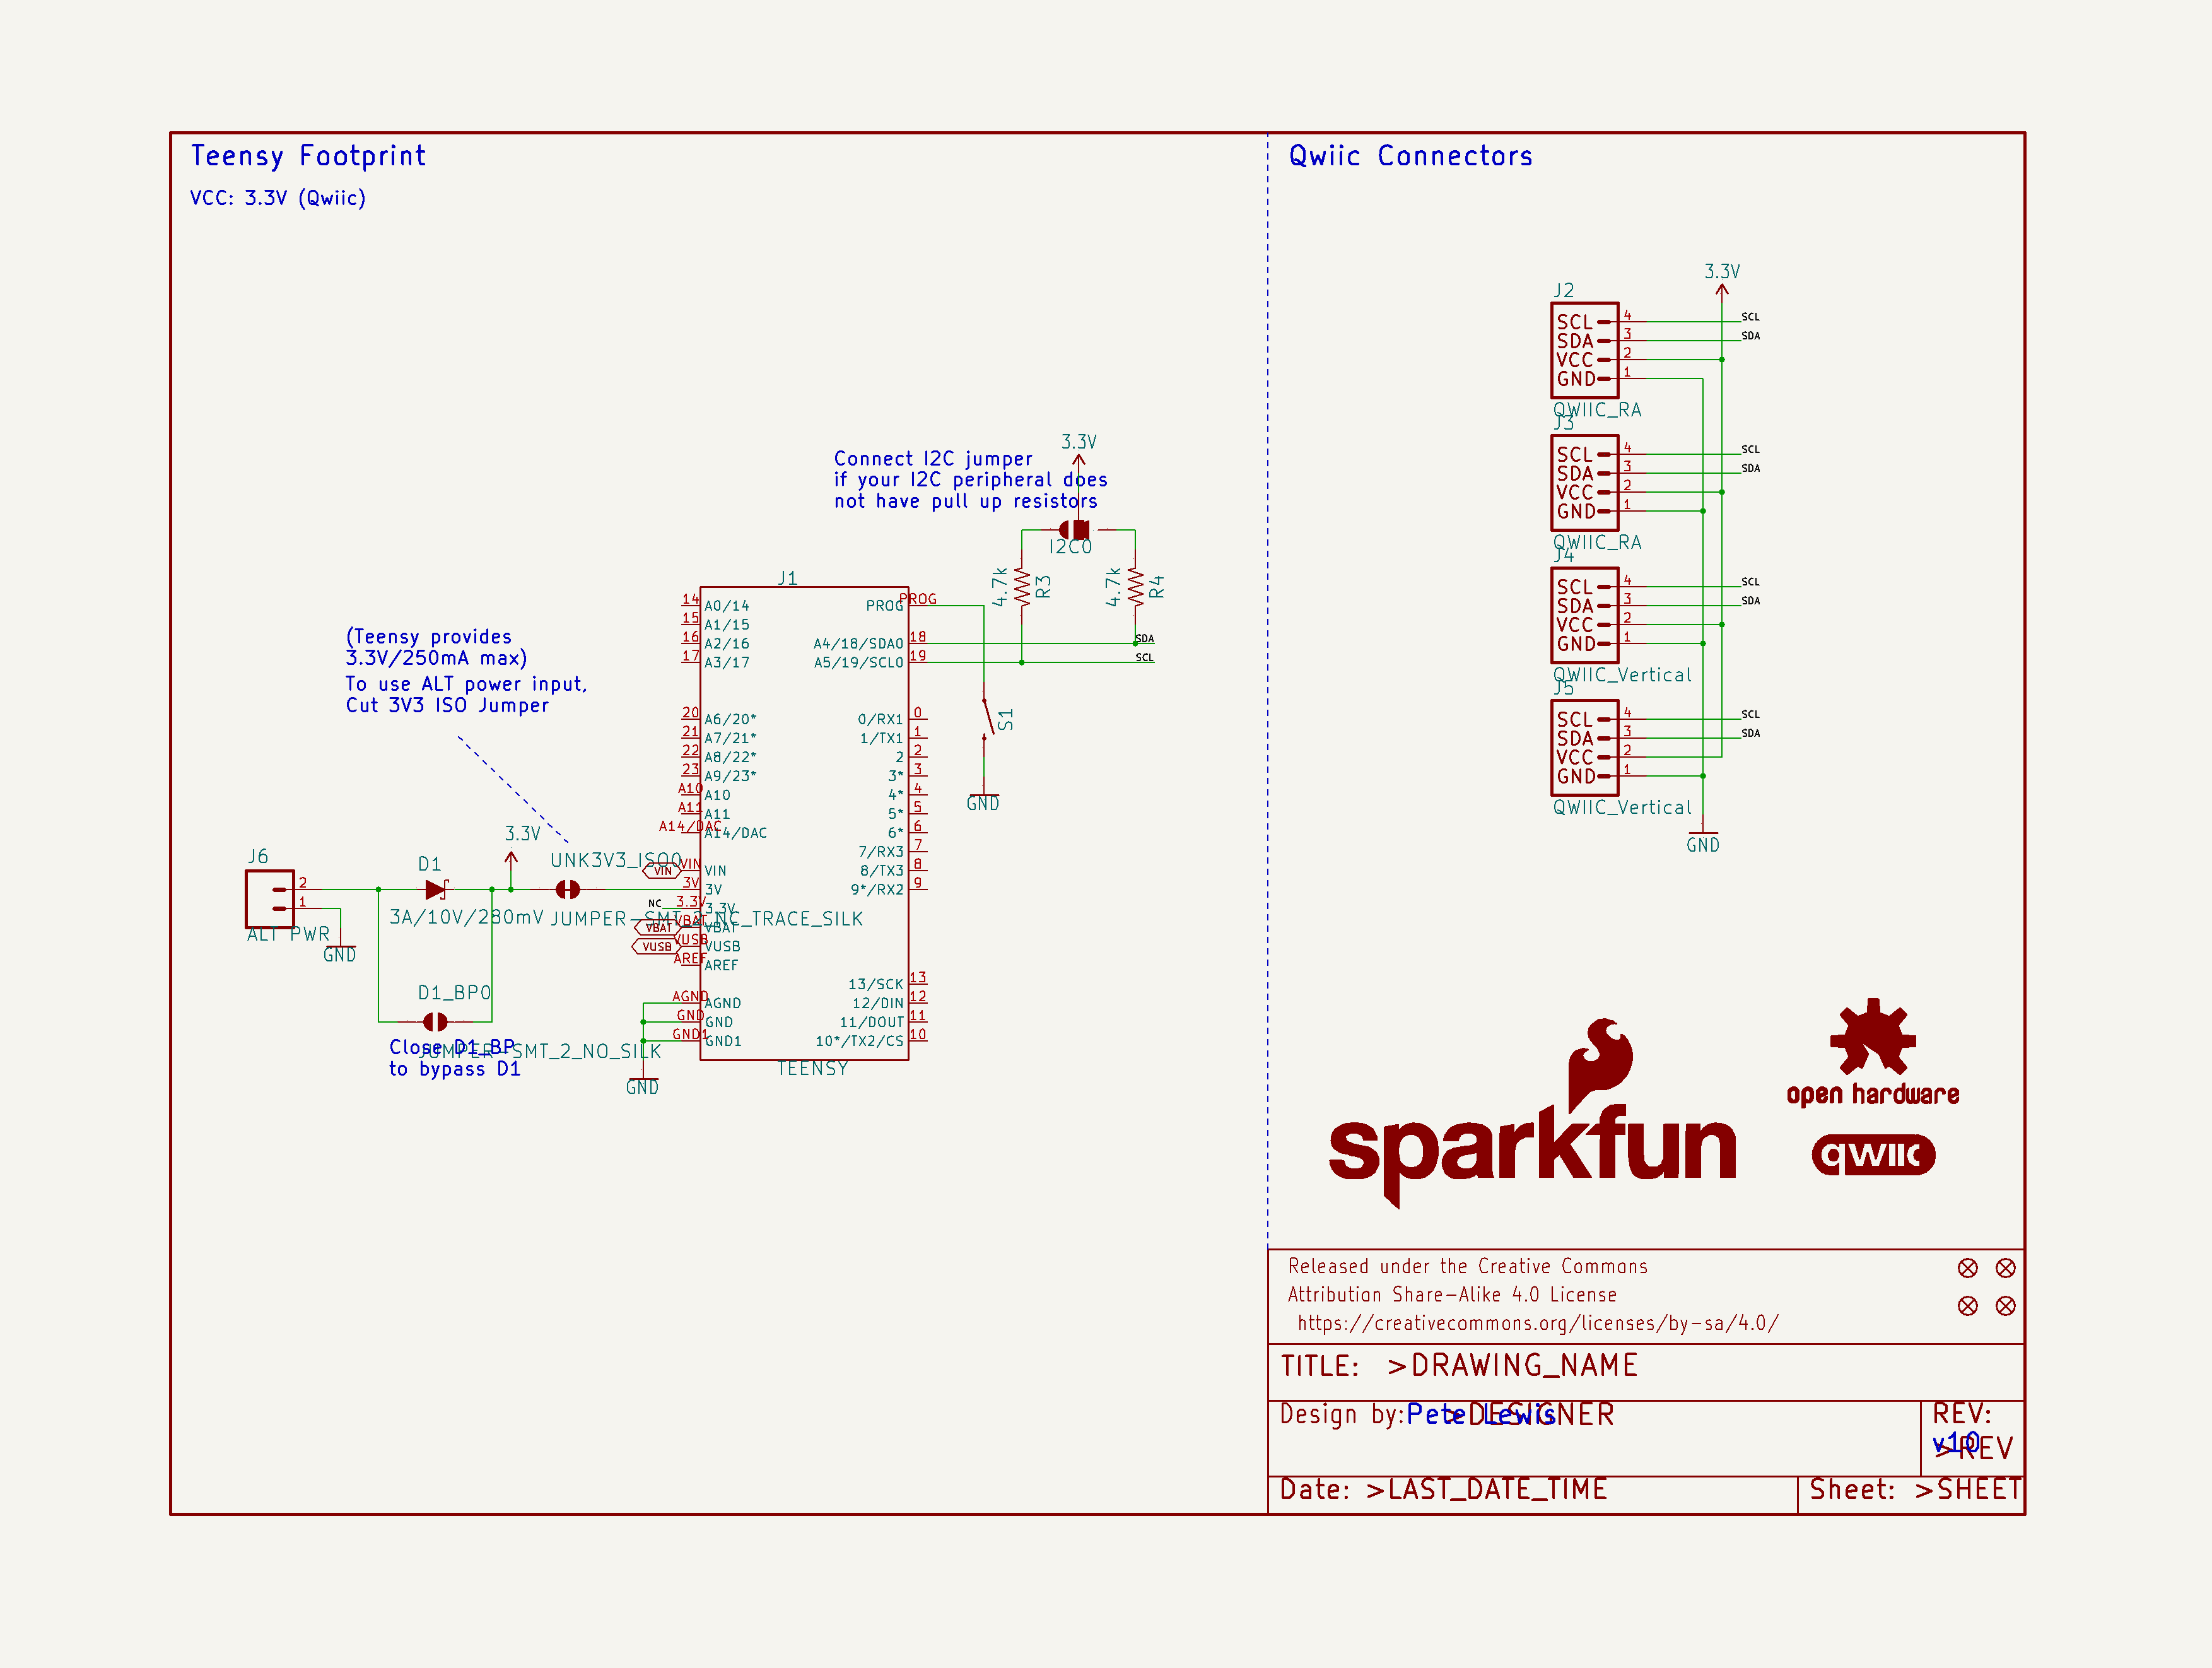 Teensy Footprint
VCC: 3.3V (Qwiic)
Connect I2C jumper
if your I2C peripheral does
not have pull up resistors
3.3V
I2C0
4.7k
R3
4.7k
R4
(Teensy provides
3.3V/250mA max)
To use ALT power input,
Cut 3V3 ISO Jumper
J1
14 A0/14
15 A1/15
16 A2/16
17 A3/17
20 A6/20*
21 A7/21*
22 A8/22*
23 A9/23*
A10 A10
A11 A11
A14/DAC A14/DAC
VIN VIN VIN
3V 3V
NC 3.3V 3.3V
VBAT VBAT VBAT
VUSB VUSB VUSB
AREF AREF
AGND AGND
GND GND
GND1 GND1
GND
PROG PROG
A4/18/SDA0 18 SDA
A5/19/SCL0 19 SCL
0/RX1 0
1/TX1 1
2 2
3* 3
4* 4
5* 5
6* 6
7/RX3 7
8/TX3 8
9*/RX2 9
13/SCK 13
12/DIN 12
11/DOUT 11
10*/TX2/CS 10
TEENSY
S1
GND
J6
2
1
ALT PWR
GND
D1
3A/10V/280mV
3.3V
UNK3V3_ISO0
JUMPER-SMT_2_NC_TRACE_SILK
D1_BP0
JUMPER-SMT_2_NO_SILK
Close D1_BP
to bypass D1
Qwiic Connectors
3.3V
J2
SCL 4 SCL
SDA 3 SDA
VCC 2
GND 1
QWIIC_RA
J3
SCL 4 SCL
SDA 3 SDA
VCC 2
GND 1
QWIIC_RA
J4
SCL 4 SCL
SDA 3 SDA
VCC 2
GND 1
QWIIC_Vertical
J5
SCL 4 SCL
SDA 3 SDA
VCC 2
GND 1
QWIIC_Vertical
GND
sparkfun
open hardware
qwiic
Released under the Creative Commons
Attribution Share-Alike 4.0 License
https://creativecommons.org/licenses/by-sa/4.0/
TITLE: >DRAWING_NAME
Design by: Pete Lewis >DESIGNER
REV:
v10
>REV
Date: >LAST_DATE_TIME
Sheet: >SHEET